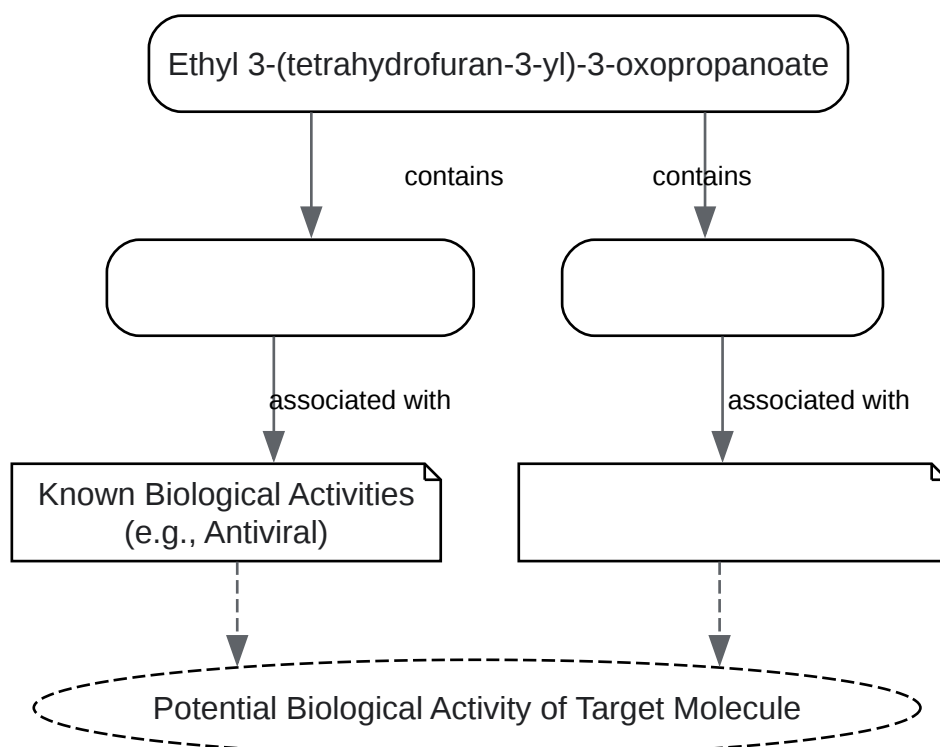 Ethyl 3-(tetrahydrofuran-3-yl)-3-oxopropanoate
contains
contains
associated with
associated with
Known Biological Activities
(e.g., Antiviral)
Potential Biological Activity of Target Molecule